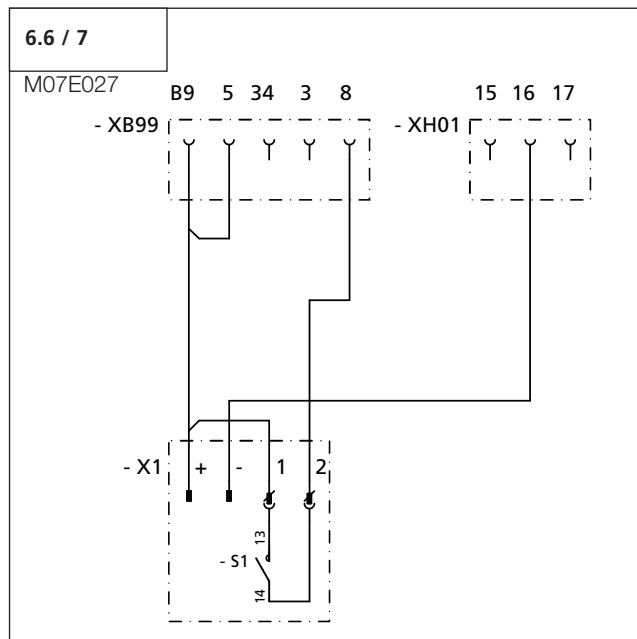 6.6 / 7
M07E027
B9 5 34 3 8
15 16 17
- XB99
- XH01
- X1 + - 1 2
13
- S1
14